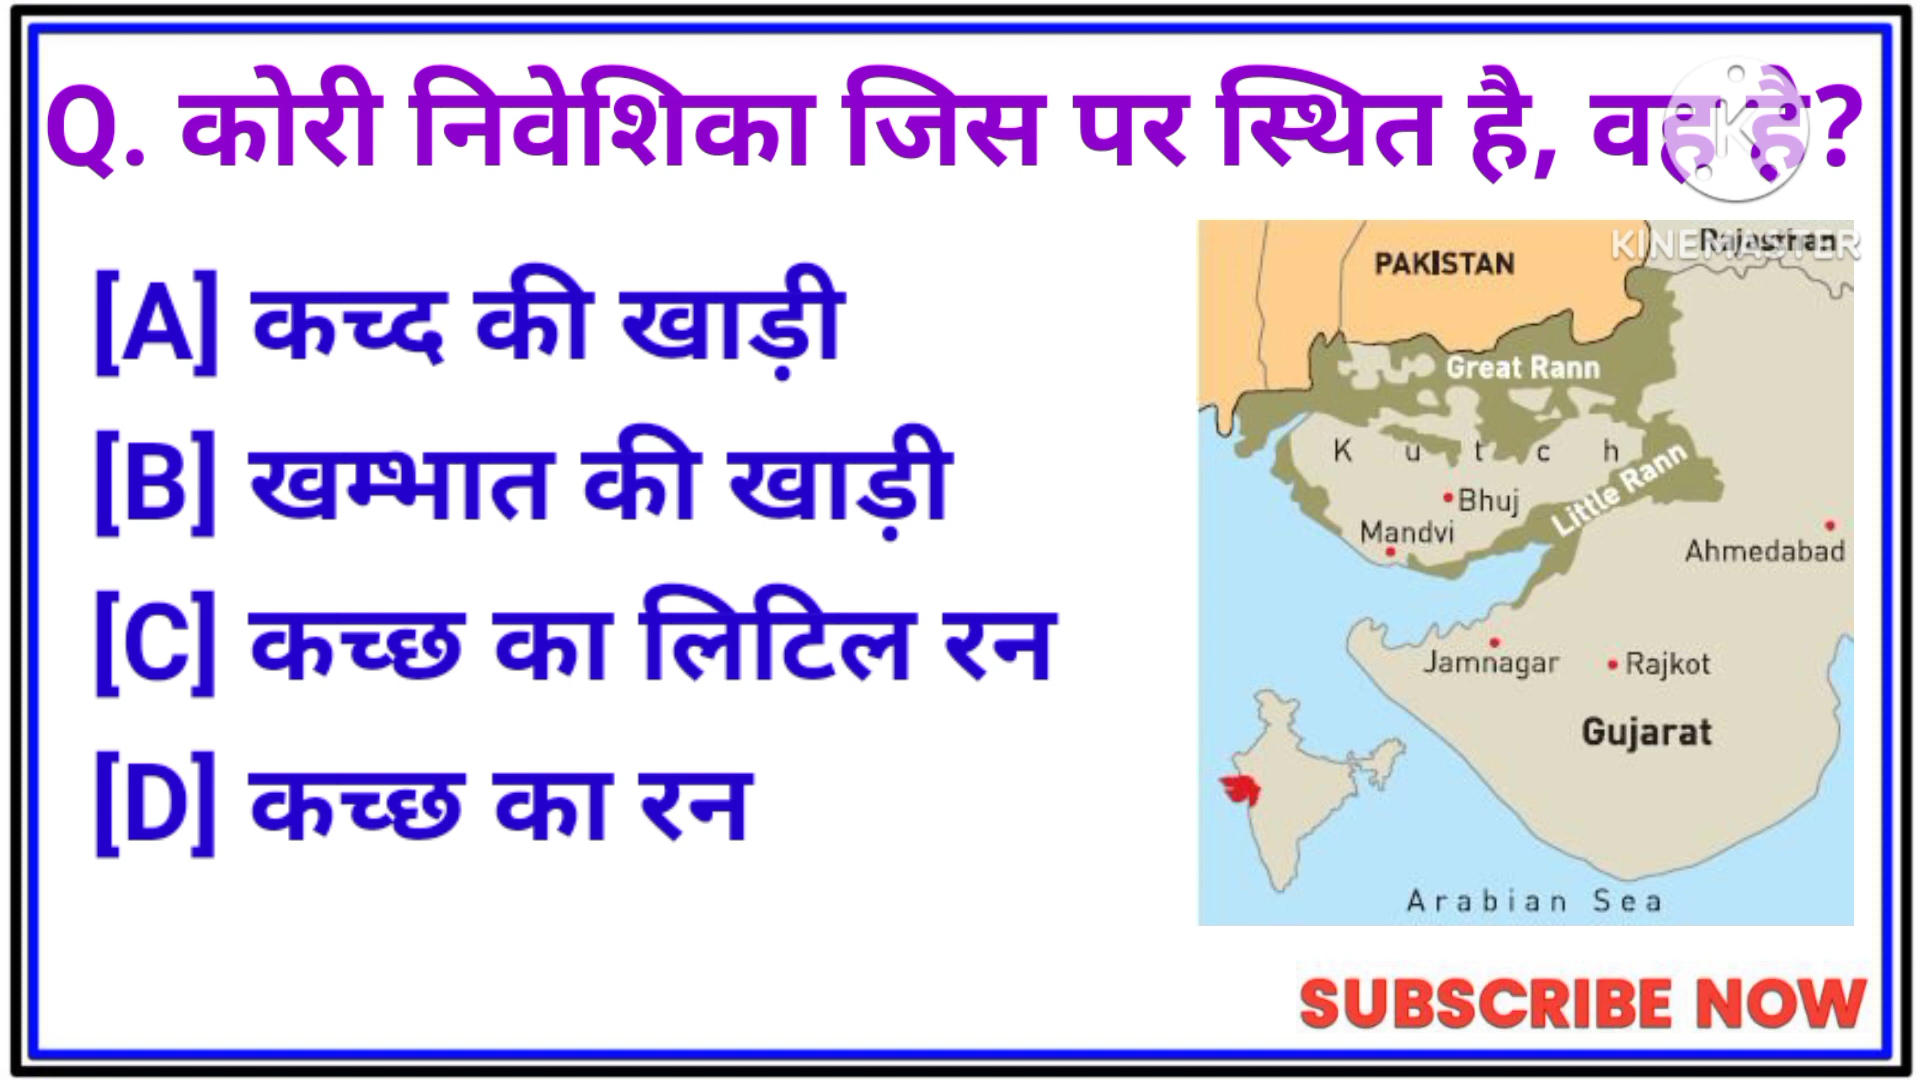 Q. कोरी निवेशिका जिस पर स्थित है, वह है?
KINEMASTER
[A] कच्द की खाड़ी
[B] खम्भात की खाड़ी
[C] कच्छ का लिटिल रन
[D] कच्छ का रन
PAKISTAN
Rajasthan
Great Rann
Kutch
Little Rann
Bhuj
Mandvi
Ahmedabad
Jamnagar
Rajkot
Gujarat
Arabian Sea
SUBSCRIBE NOW